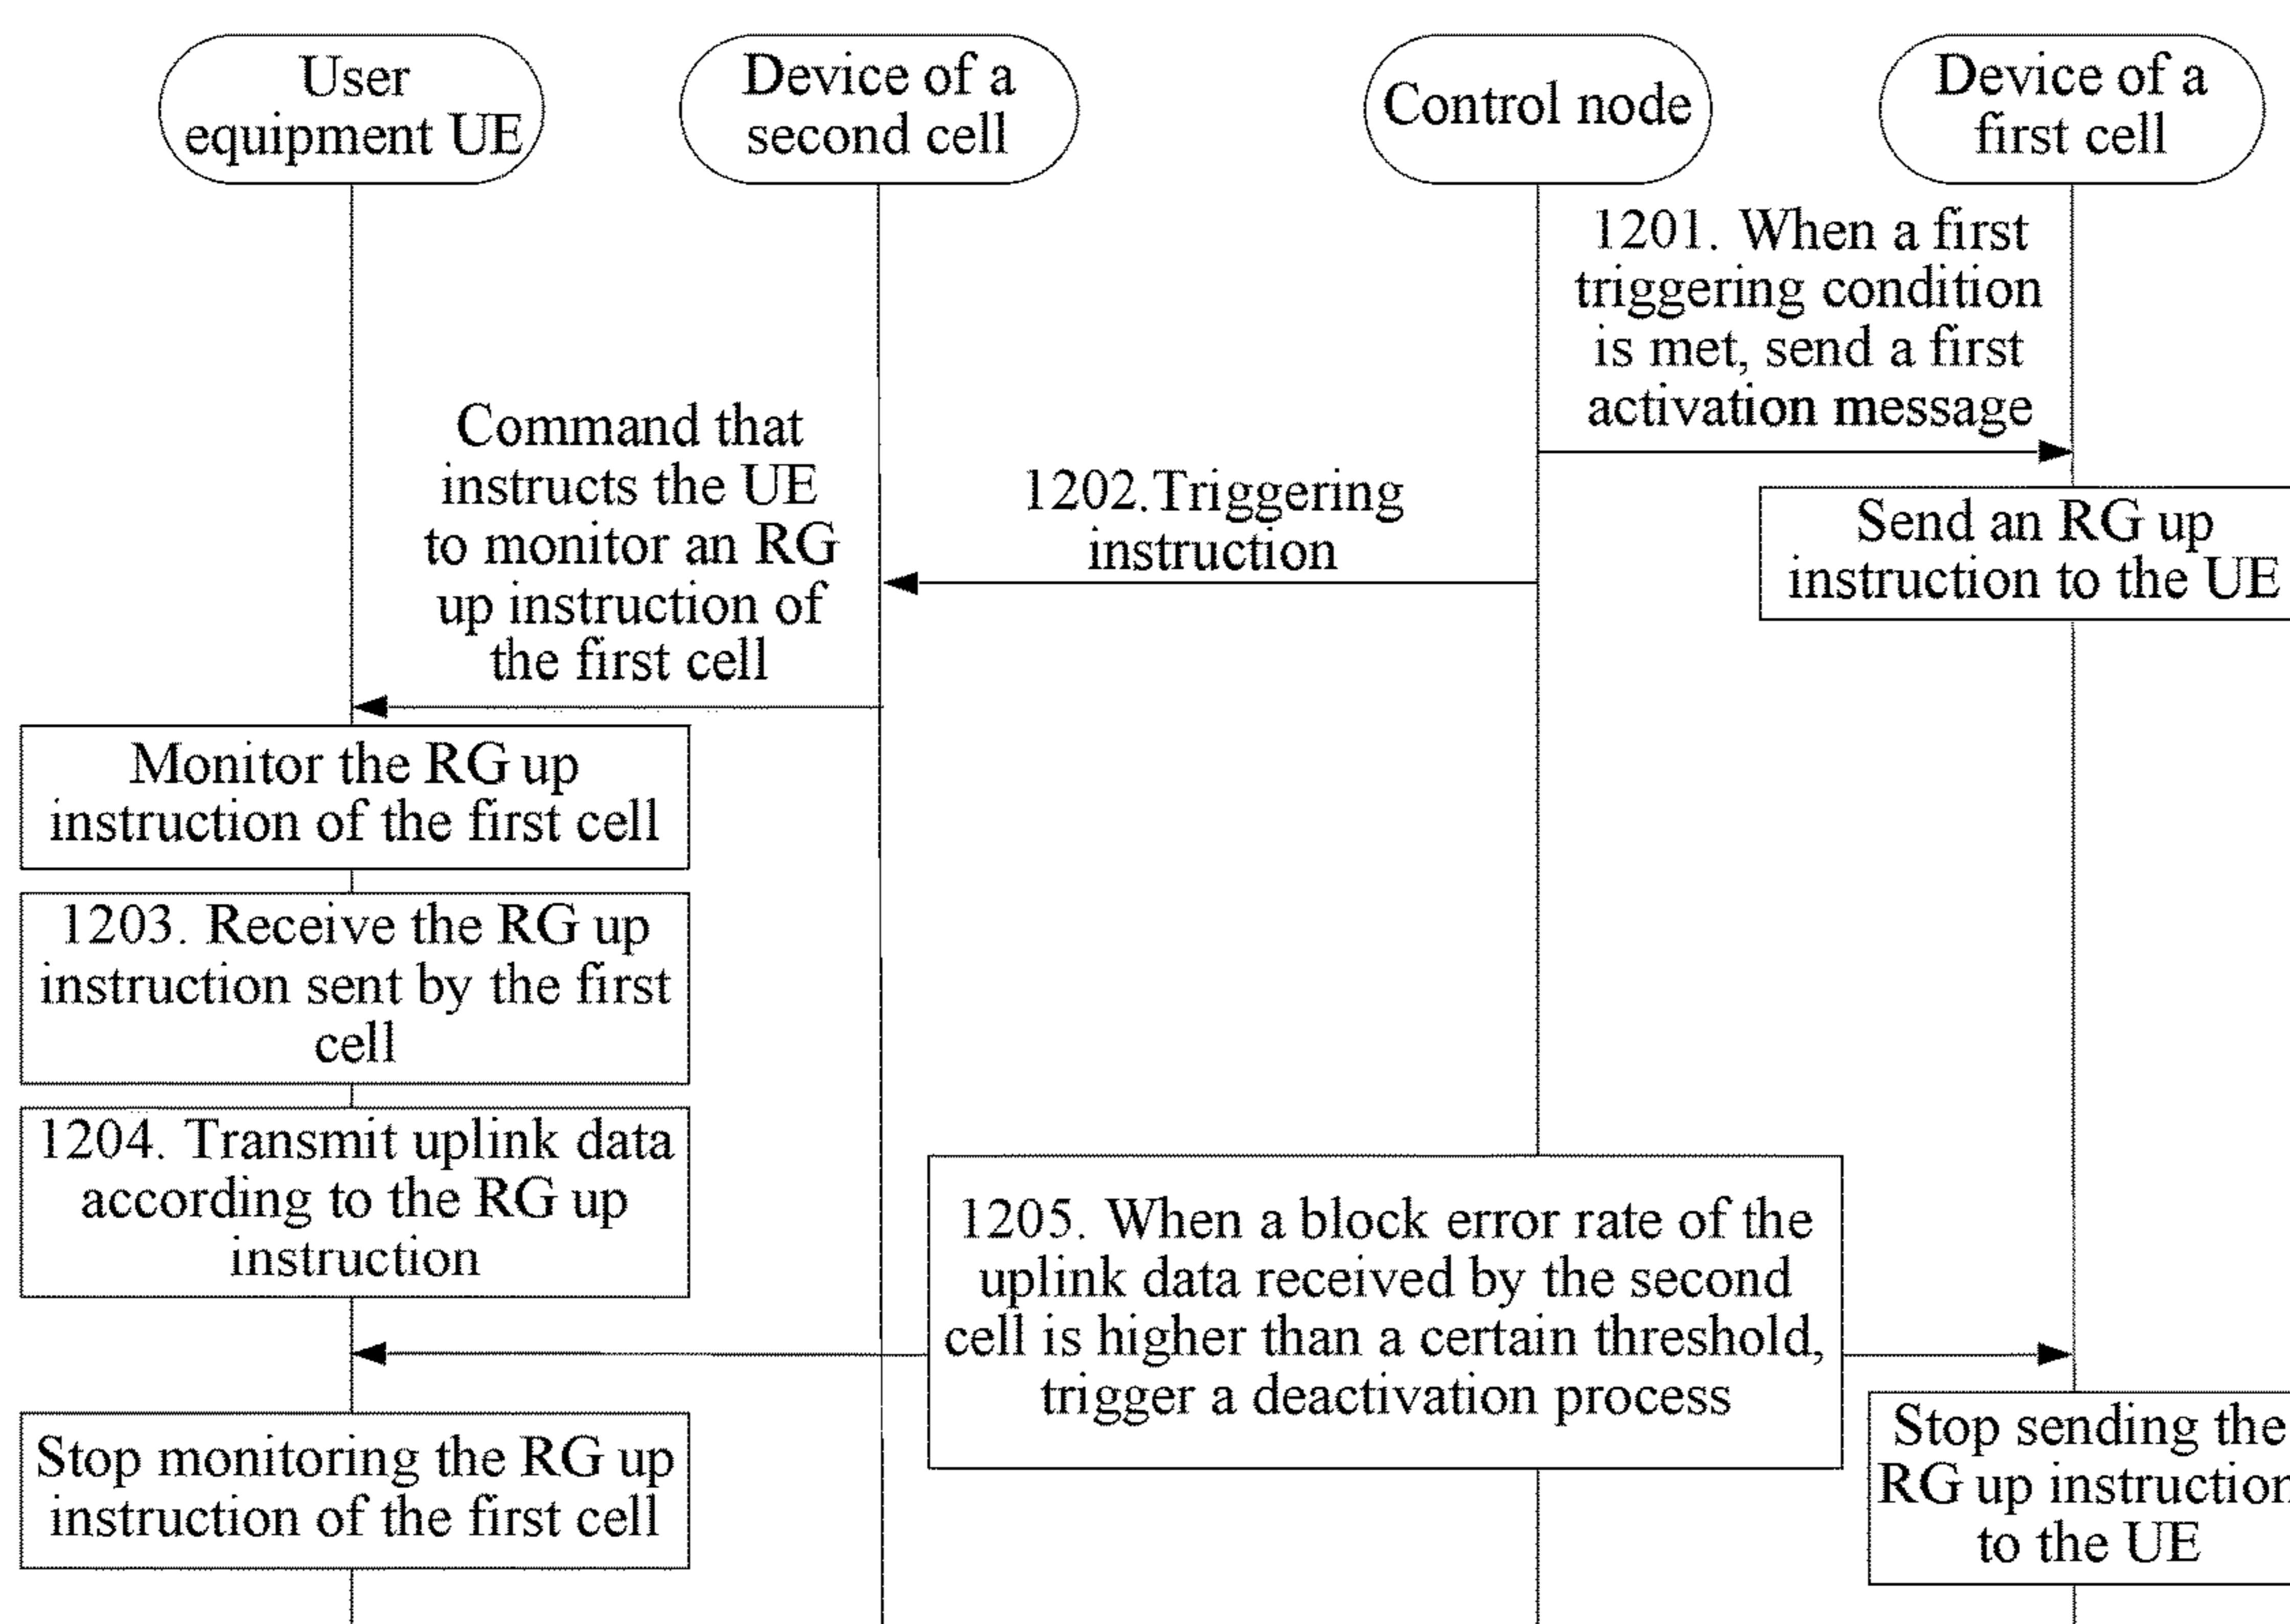 User
equipment UE
Device of a
second cell
Control node
Device of a
first cell
1201. When a first
triggering condition
is met, send a first
activation message
Command that
instructs the UE
to monitor an RG
up instruction of
the first cell
1202.Triggering
instruction
Send an RG up
instruction to the UE
Monitor the RG up
instruction of the first cell
1203. Receive the RG up
instruction sent by the first
cell
1204. Transmit uplink data
according to the RG up
instruction
1205. When a block error rate of the
uplink data received by the second
cell is higher than a certain threshold,
trigger a deactivation process
Stop monitoring the RG up
instruction of the first cell
Stop sending the
RG up instruction
to the UE